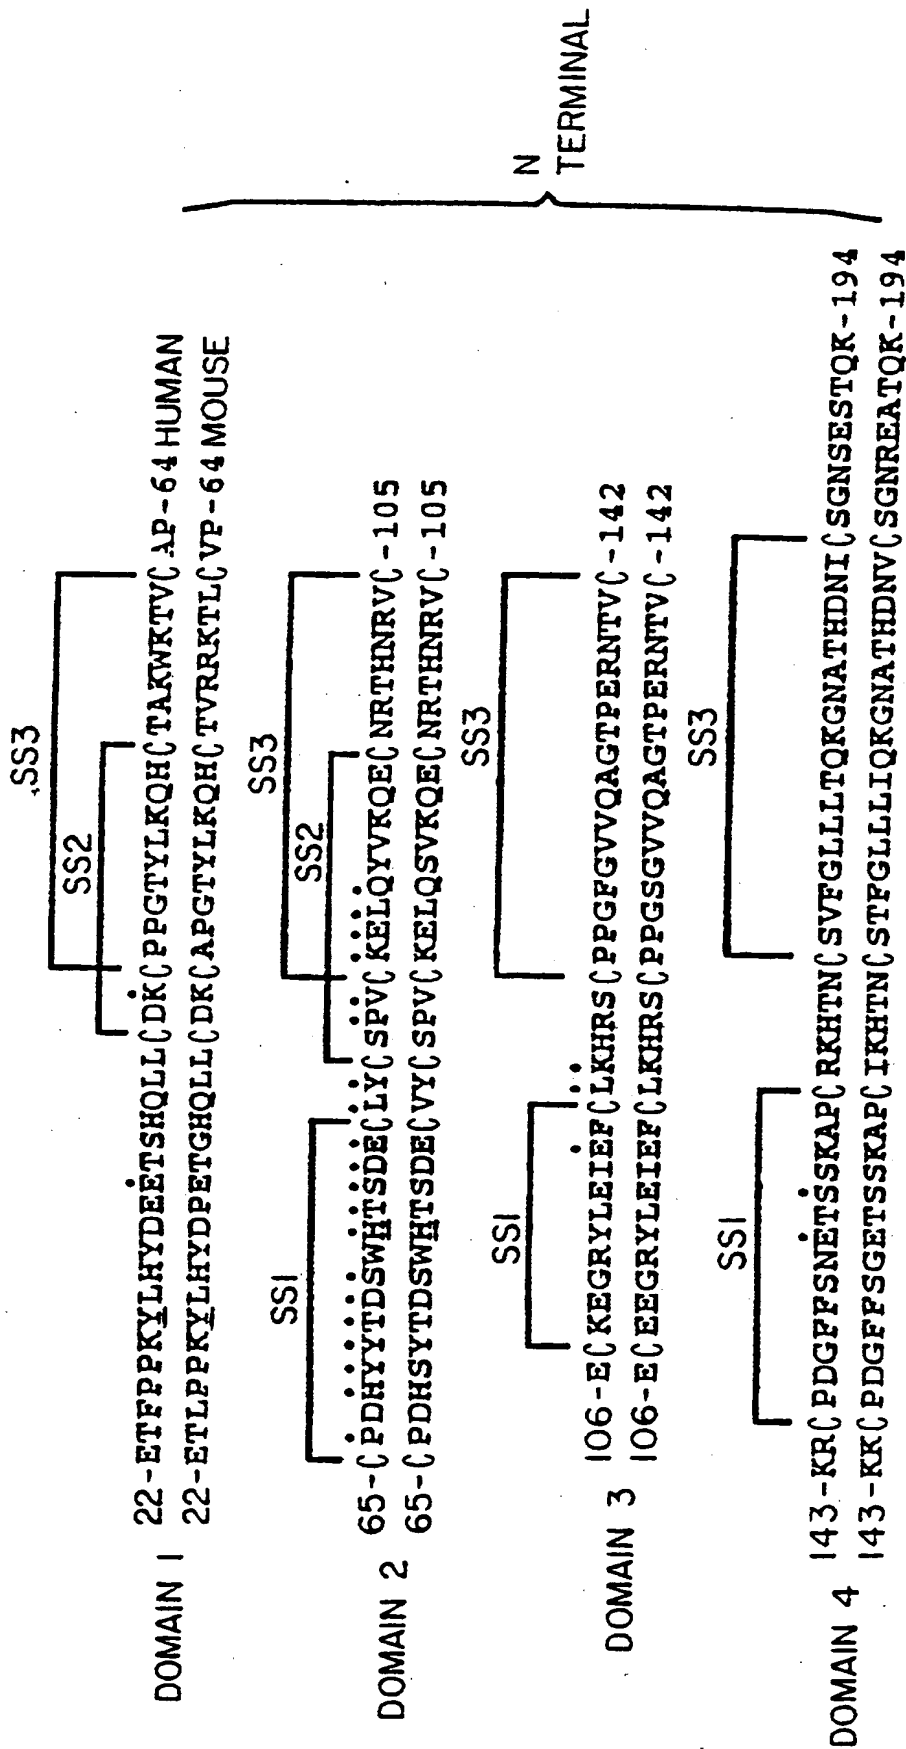 SS3
SS2
DOMAIN 1 22-ETFPPKYLHYDEETSHQLLCDKCPPGTYLKQHCTAKWKTVCAP-64 HUMAN
22-ETLPPKYLHYDPETGHQLLCDKCAPGTYLKQHCTVRRKTLCVP-64 MOUSE
SS3
SS1 SS2
DOMAIN 2 65-CPDHYYTDSWHTSDECLYCSPVCKELQYVKQECNRTHNRVC-105
65-CPDHSYTDSWHTSDECVYCSPVCKELQSVKQECNRTHNRVC-105
SS1 SS3
DOMAIN 3 106-ECKEGRYLEIEFCLKHRSCPPGFGVVQAGTPERNTVC-142
106-ECEEGRYLEIEFCLKHRSCPPGSGVVQAGTPERNTVC-142
SS1 SS3
DOMAIN 4 143-KRCPDGFFSNETSSKAPCRKHTNCSVFGLLLTQKGNATHDNICSGNSESTQK-194
143-KKCPDGFFSGETSSKAPCIKHTNCSTFGLLLIQKGNATHDNVCSGNREATQK-194
N
TERMINAL